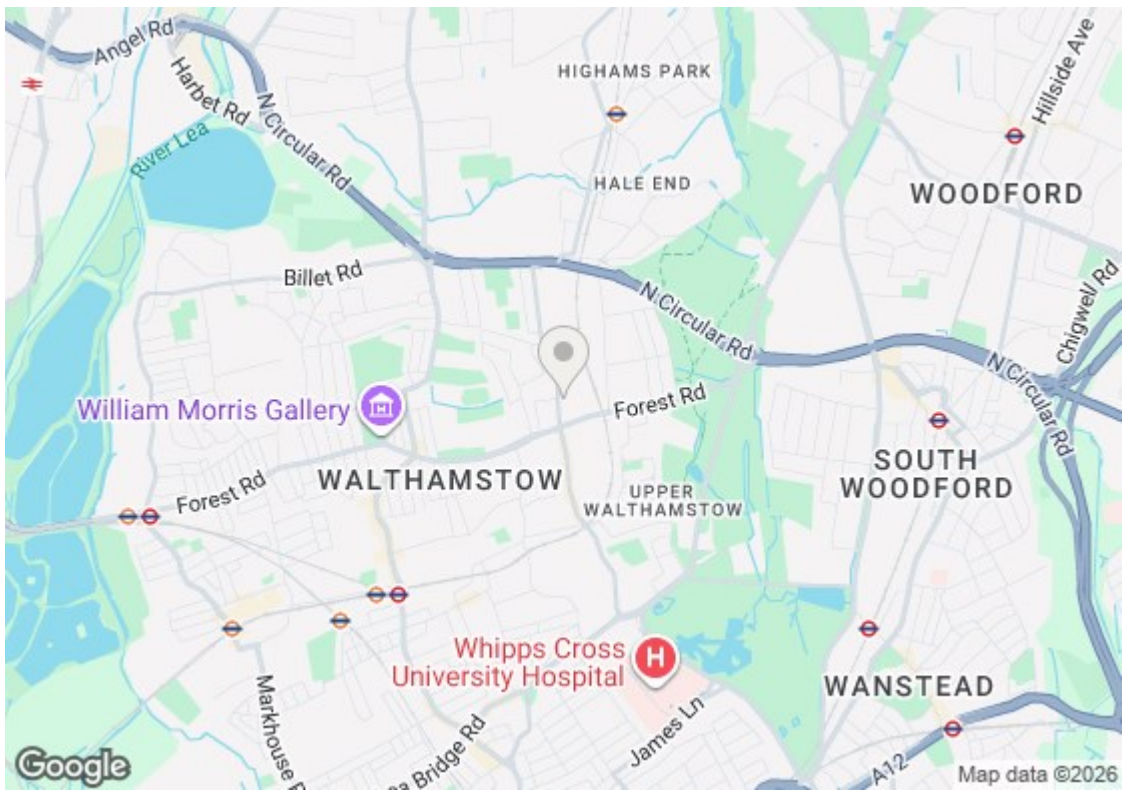 Angel Rd
Harbet Rd
River Lea
N Circular Rd
HIGHAMS PARK
Hillside Ave
HALE END
WOODFORD
Billet Rd
N Circular Rd
Chigwell Rd
N Circular Rd
William Morris Gallery
Forest Rd
WALTHAMSTOW
Forest Rd
SOUTH
WOODFORD
UPPER
WALTHAMSTOW
Whipps Cross
University Hospital
H
WANSTEAD
Markhouse
Bridge Rd
James Ln
A12
Google
Map data ©2026